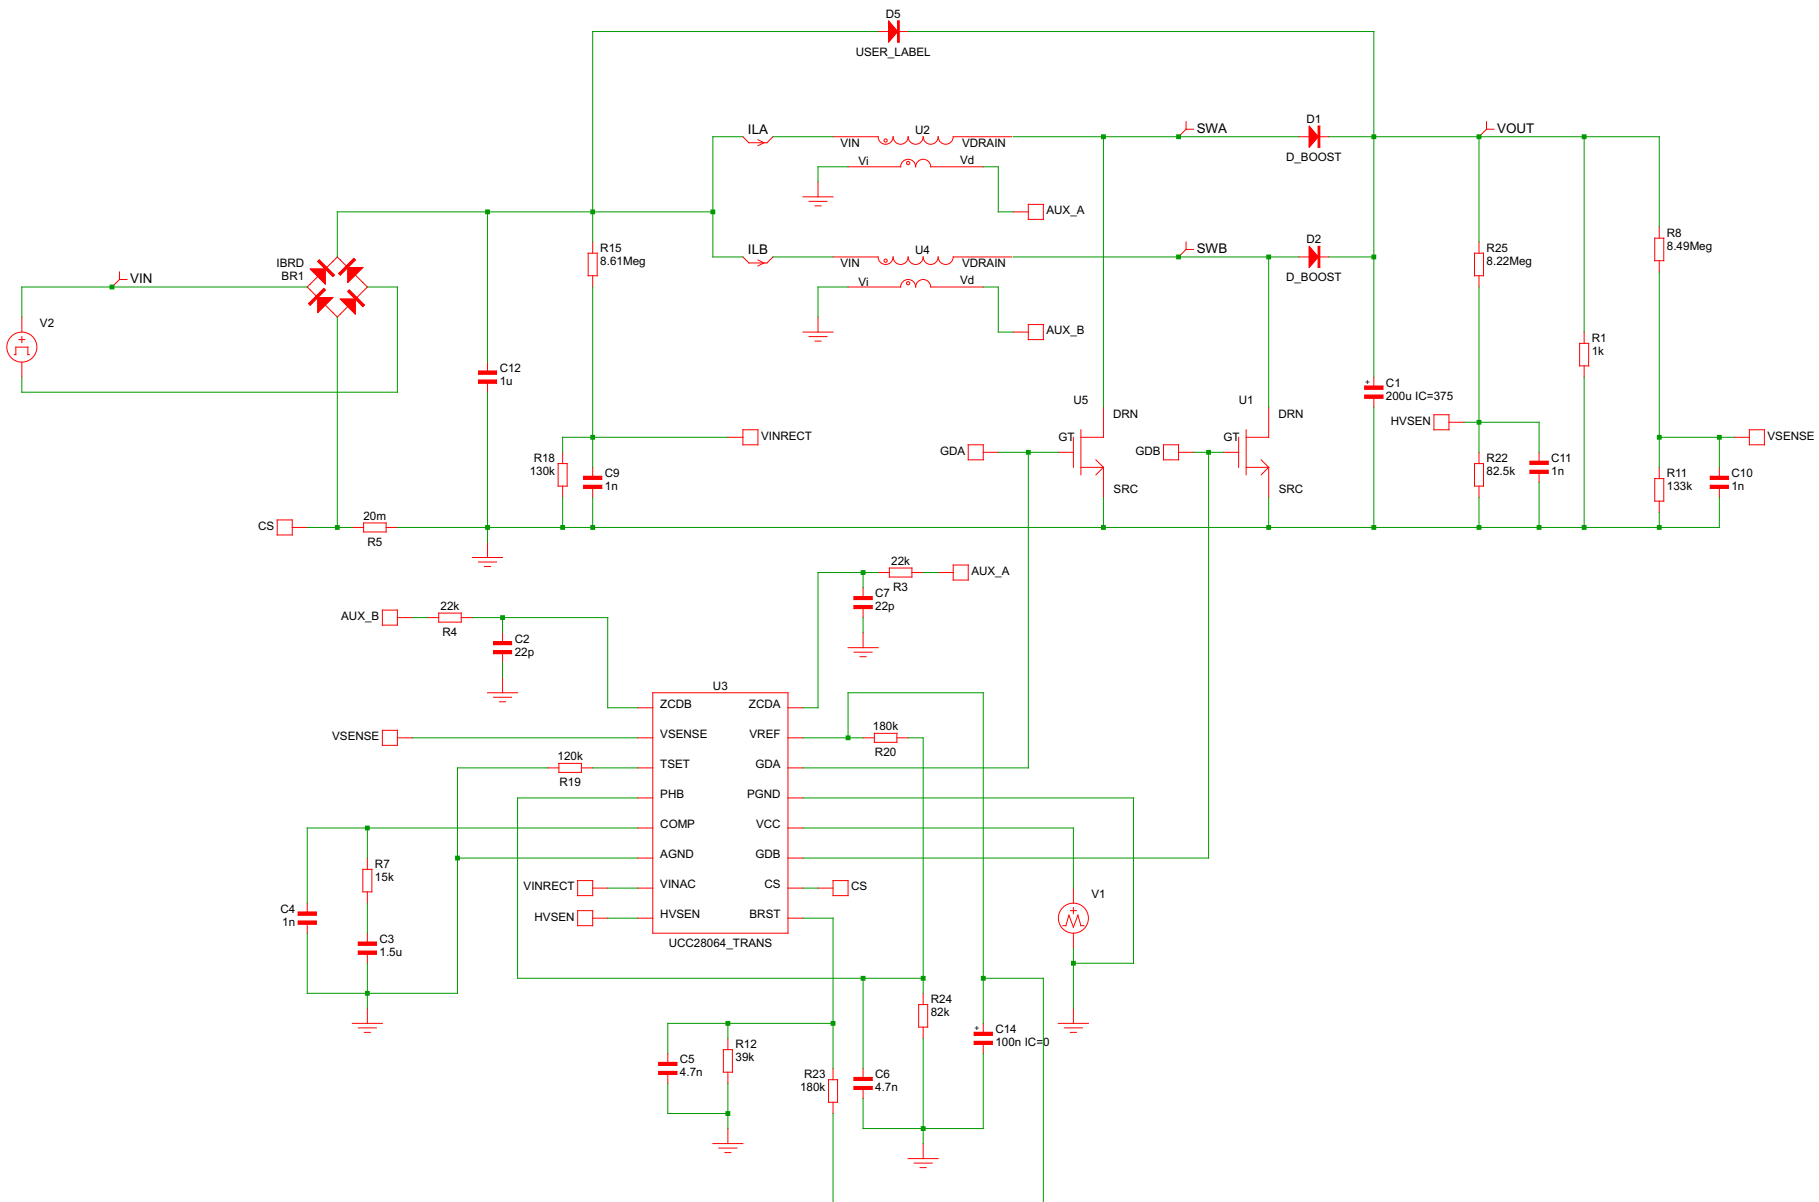 D5
USER_LABEL
ILA
U2
SWA
D1
VOUT
VIN
VDRAIN
D_BOOST
Vi
Vd
AUX_A
ILB
U4
SWB
D2
VIN
VDRAIN
D_BOOST
Vi
Vd
AUX_B
R15
8.61Meg
R25
8.22Meg
R8
8.49Meg
IBRD
BR1
VIN
V2
C12
1u
R1
1k
C1
200u IC=375
U5
DRN
GT
SRC
U1
DRN
GT
SRC
HVSEN
VINRECT
GDA
GDB
VSENSE
R18
130k
C9
1n
R22
82.5k
C11
1n
R11
133k
C10
1n
CS
20m
R5
22k
R3
AUX_A
C7
22p
AUX_B
22k
R4
C2
22p
U3
ZCDB
ZCDA
VSENSE
VSENSE
VREF
180k
R20
120k
R19
TSET
GDA
PHB
PGND
COMP
VCC
AGND
GDB
VINRECT
VINAC
CS
CS
HVSEN
HVSEN
BRST
UCC28064_TRANS
R7
15k
C4
1n
C3
1.5u
V1
R24
82k
C14
100n IC=0
R12
39k
C5
4.7n
R23
180k
C6
4.7n